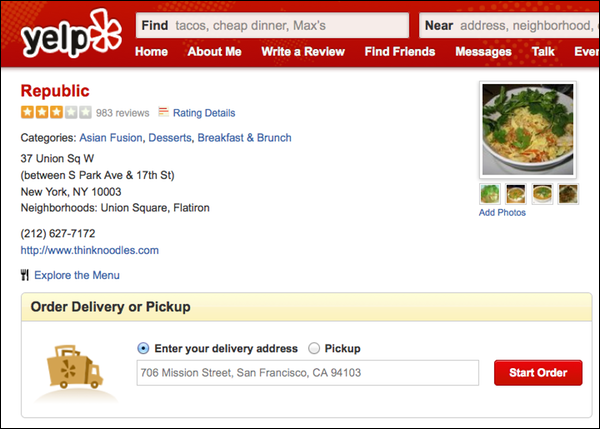 yelp
Find tacos, cheap dinner, Max's
Near address, neighborhood,
Home About Me Write a Review Find Friends Messages Talk Even
Republic
983 reviews Rating Details
Categories: Asian Fusion, Desserts, Breakfast & Brunch
37 Union Sq W
(between S Park Ave & 17th St)
New York, NY 10003
Neighborhoods: Union Square, Flatiron
(212) 627-7172
http://www.thinknoodles.com
Explore the Menu
Add Photos
Order Delivery or Pickup
Enter your delivery address Pickup
706 Mission Street, San Francisco, CA 94103
Start Order